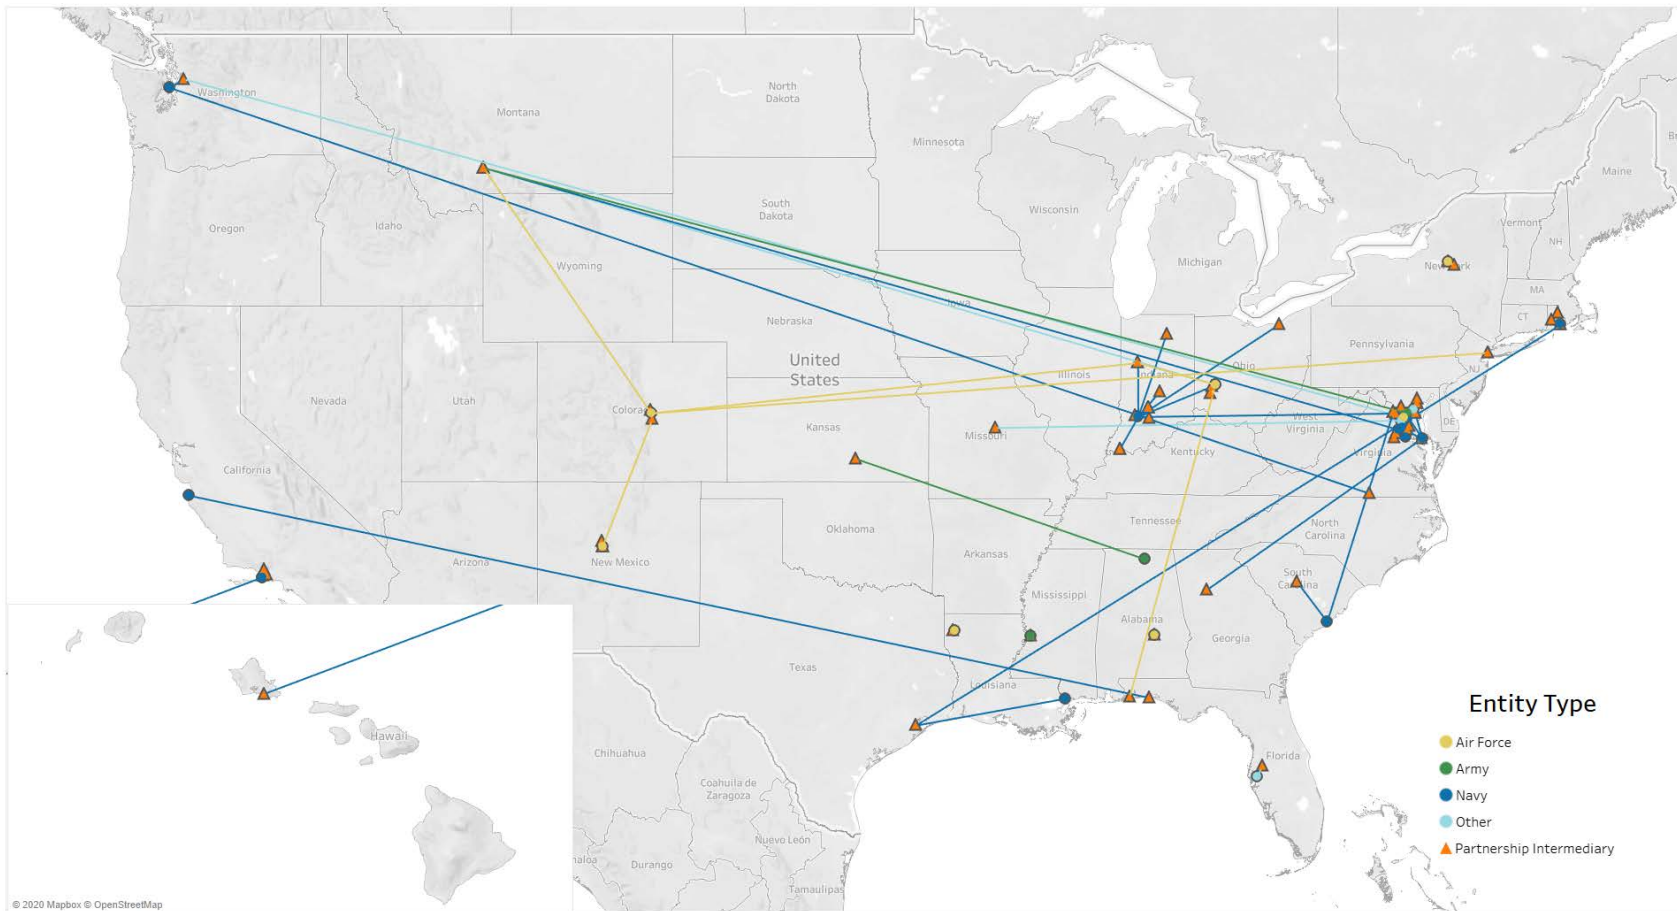 Washington
Montana
North
Dakota
Minnesota
Maine
Oregon
Idaho
South
Dakota
Wisconsin
Vermont
NH
Wyoming
Michigan
New York
MA
Iowa
CT
Nebraska
Pennsylvania
United
States
Nevada
Utah
Colorado
Illinois
Indiana
Ohio
NJ
Kansas
Missouri
West
Virginia
DE
California
Kentucky
Virginia
Oklahoma
Tennessee
North
Carolina
Arizona
New Mexico
Arkansas
South
Carolina
Mississippi
Alabama
Georgia
Texas
Louisiana
Hawaii
Chihuahua
Florida
Coahuila de
Zaragoza
Nuevo León
Durango
Tamaulipas
Entity Type
Air Force
Army
Navy
Other
Partnership Intermediary
© 2020 Mapbox © OpenStreetMap